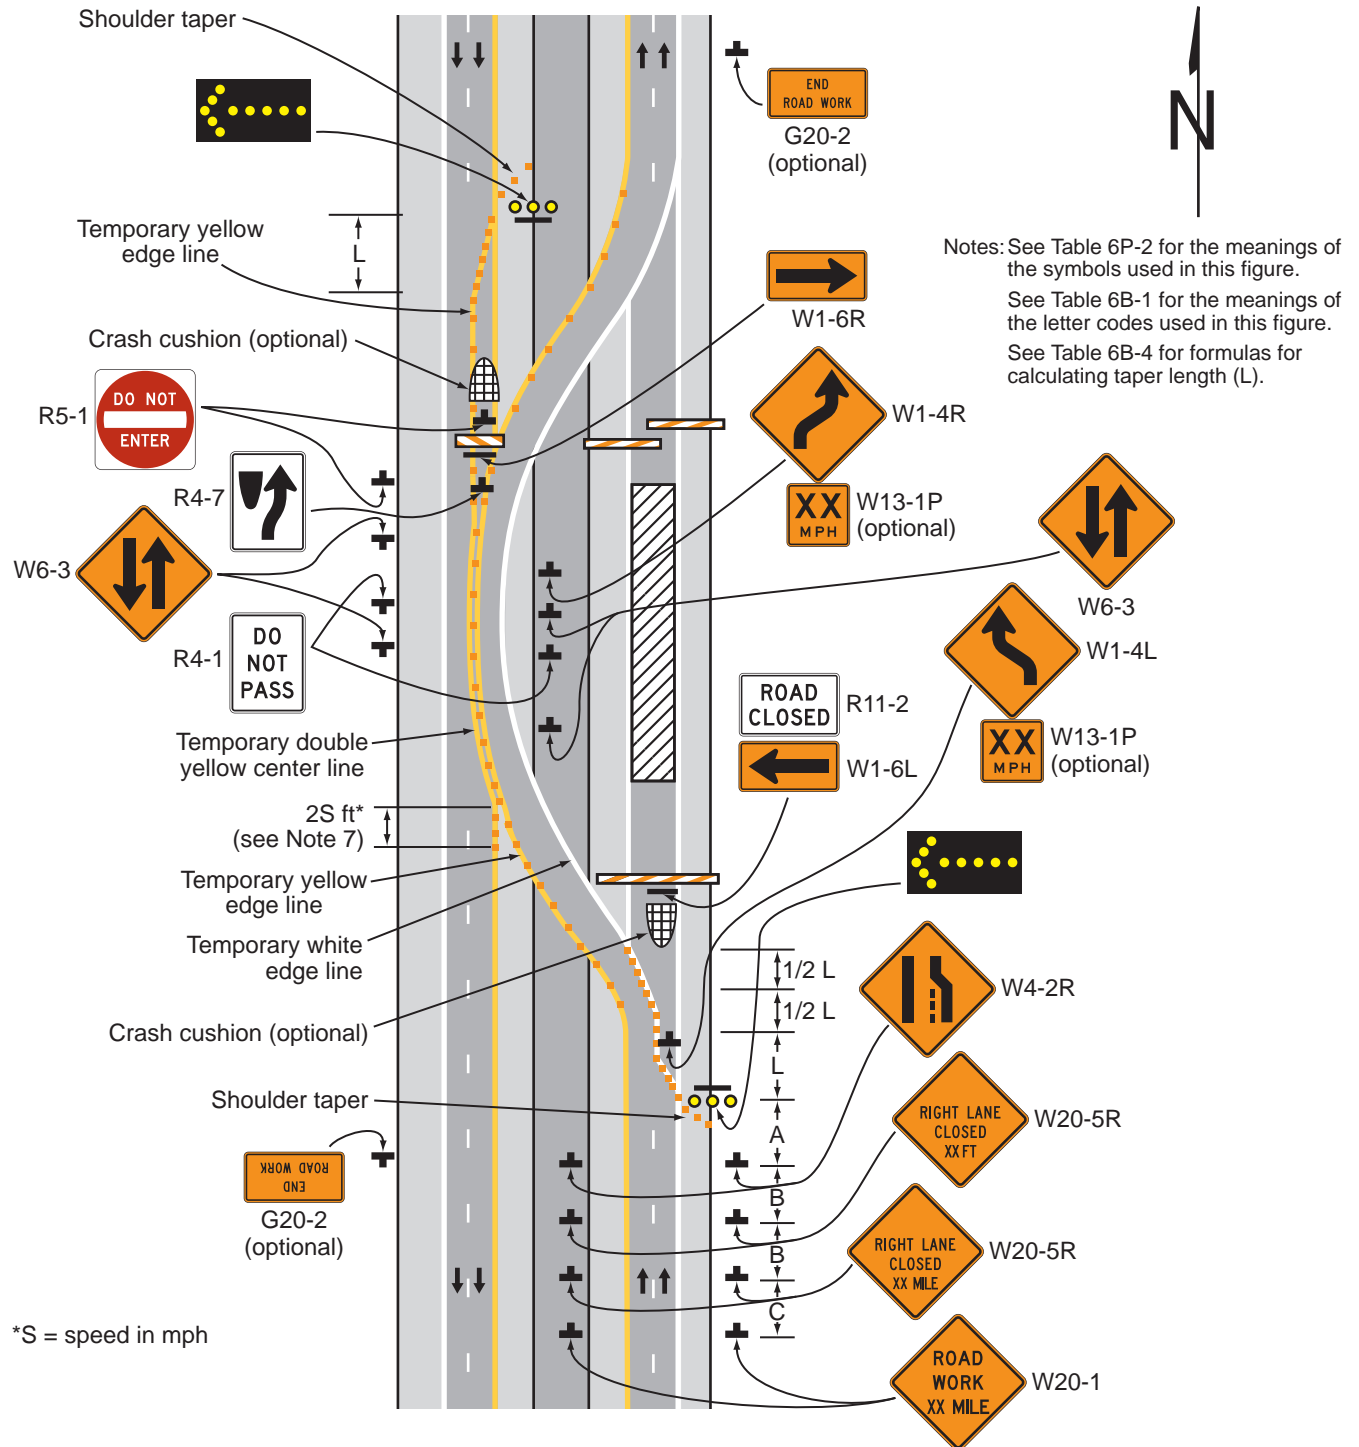 Shoulder taper
END
ROAD WORK
G20-2
(optional)
N
Temporary yellow
edge line
L
Notes: See Table 6P-2 for the meanings of
the symbols used in this figure.
See Table 6B-1 for the meanings of
the letter codes used in this figure.
See Table 6B-4 for formulas for
calculating taper length (L).
W1-6R
Crash cushion (optional)
R5-1
DO NOT
ENTER
W1-4R
R4-7
XX
MPH
W13-1P
(optional)
W6-3
W6-3
R4-1
DO
NOT
PASS
W1-4L
ROAD
CLOSED
R11-2
XX
MPH
W13-1P
(optional)
W1-6L
Temporary double
yellow center line
2S ft*
(see Note 7)
Temporary yellow
edge line
Temporary white
edge line
1/2 L
1/2 L
W4-2R
Crash cushion (optional)
L
Shoulder taper
A
RIGHT LANE
CLOSED
XX FT
W20-5R
END
ROAD WORK
G20-2
(optional)
B
B
RIGHT LANE
CLOSED
XX MILE
W20-5R
C
*S = speed in mph
ROAD
WORK
XX MILE
W20-1